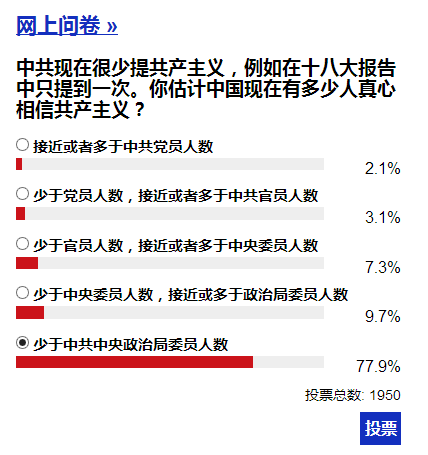 网上问卷 »
中共现在很少提共产主义，例如在十八大报告
中只提到一次。你估计中国现在有多少人真心
相信共产主义？
接近或者多于中共党员人数
2.1%
少于党员人数，接近或者多于中共官员人数
3.1%
少于官员人数，接近或者多于中央委员人数
7.3%
少于中央委员人数，接近或多于政治局委员人数
9.7%
少于中共中央政治局委员人数
77.9%
投票总数: 1950
投票